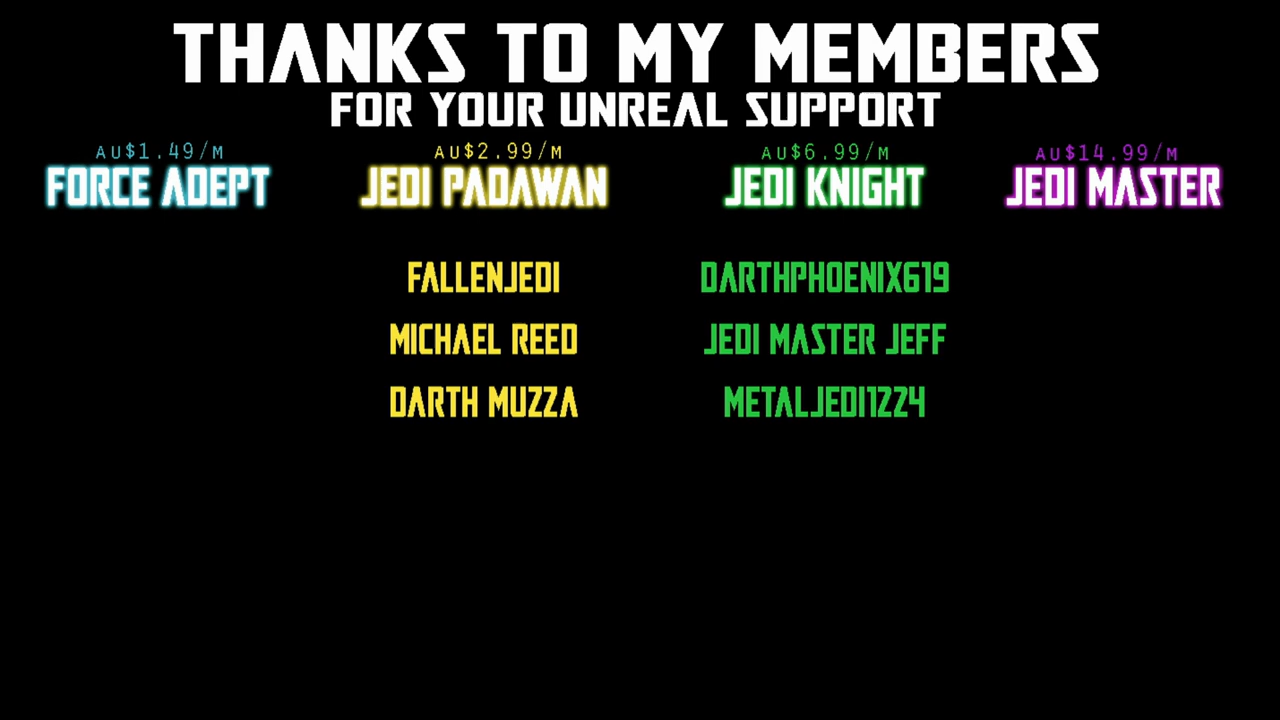 THANKS TO MY MEMBERS
FOR YOUR UNREAL SUPPORT
AU$1.49/M AU$2.99/M AU$6.99/M AU$14.99/M
FORCE ADEPT JEDI PADAWAN JEDI KNIGHT JEDI MASTER
FALLENJEDI DARTHPHOENIX619
MICHAEL REED JEDI MASTER JEFF
DARTH MUZZA METALJEDI1224